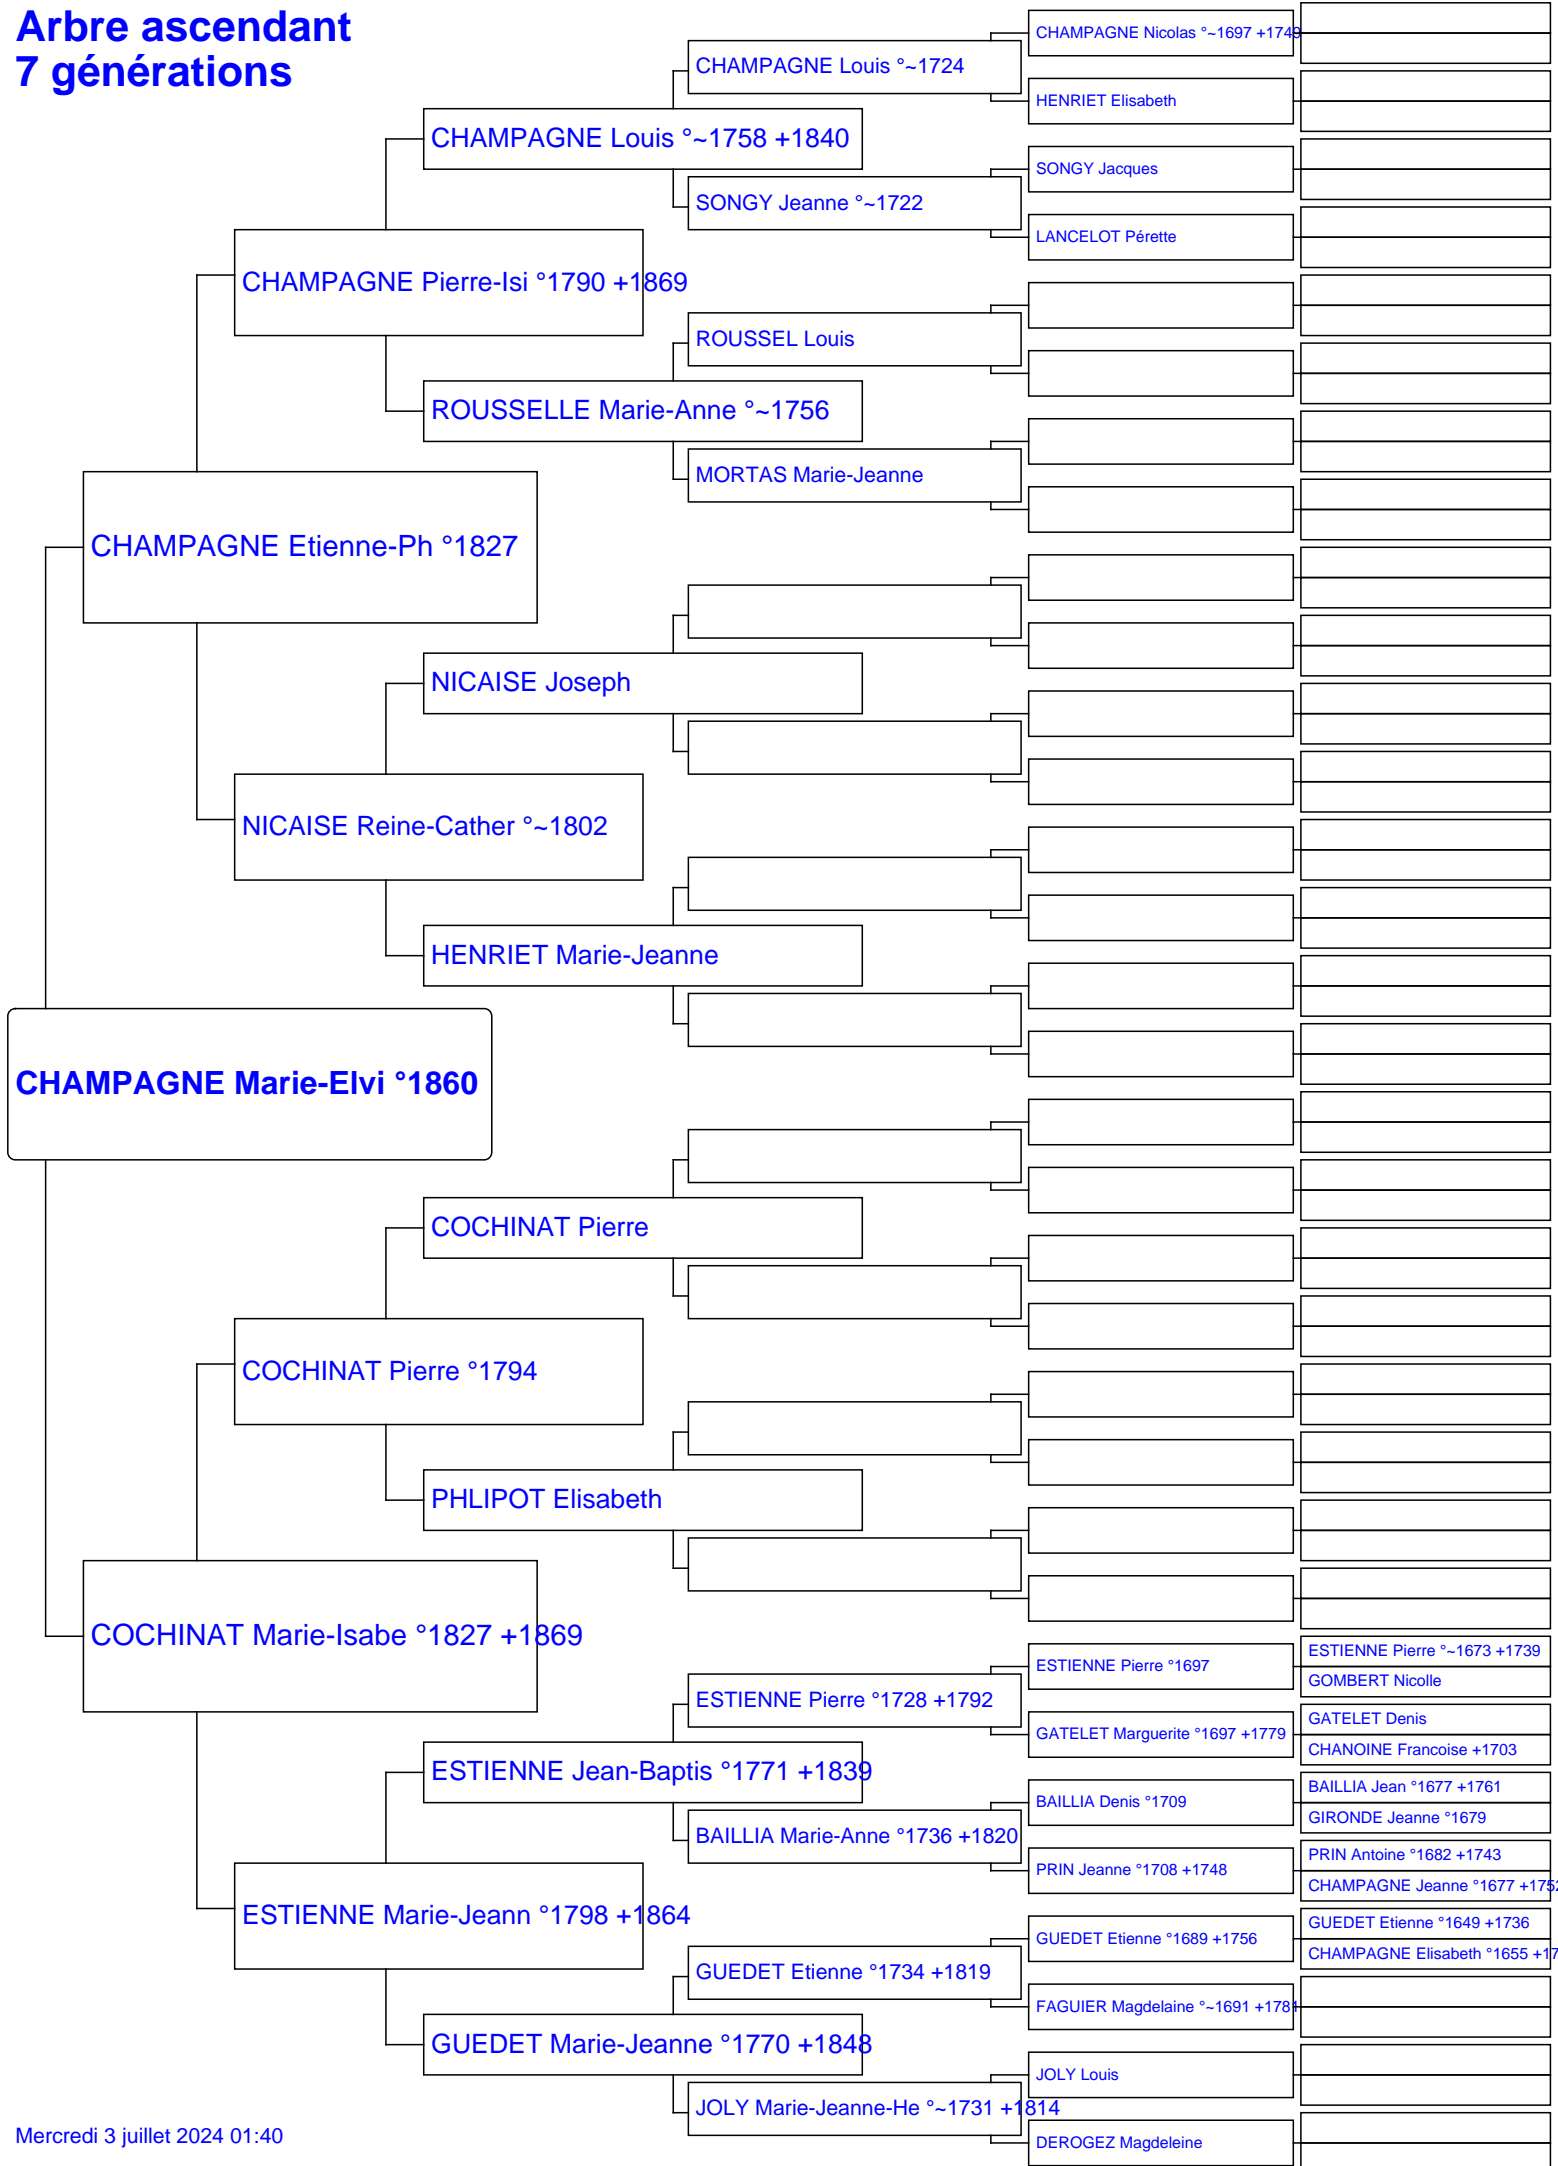 Arbre ascendant
7 générations
CHAMPAGNE Nicolas °~1697 +1749
CHAMPAGNE Louis °~1724
HENRIET Elisabeth
CHAMPAGNE Louis °~1758 +1840
SONGY Jacques
SONGY Jeanne °~1722
LANCELOT Pérette
CHAMPAGNE Pierre-Isi °1790 +1869
ROUSSEL Louis
ROUSSELLE Marie-Anne °~1756
MORTAS Marie-Jeanne
CHAMPAGNE Etienne-Ph °1827
NICAISE Joseph
NICAISE Reine-Cather °~1802
HENRIET Marie-Jeanne
CHAMPAGNE Marie-Elvi °1860
COCHINAT Pierre
COCHINAT Pierre °1794
PHLIPOT Elisabeth
COCHINAT Marie-Isabe °1827 +1869
ESTIENNE Pierre °~1673 +1739
ESTIENNE Pierre °1697
GOMBERT Nicolle
ESTIENNE Pierre °1728 +1792
GATELET Denis
GATELET Marguerite °1697 +1779
CHANOINE Francoise +1703
ESTIENNE Jean-Baptis °1771 +1839
BAILLIA Jean °1677 +1761
BAILLIA Denis °1709
GIRONDE Jeanne °1679
BAILLIA Marie-Anne °1736 +1820
PRIN Antoine °1682 +1743
PRIN Jeanne °1708 +1748
CHAMPAGNE Jeanne °1677 +1752
ESTIENNE Marie-Jeann °1798 +1864
GUEDET Etienne °1649 +1736
GUEDET Etienne °1689 +1756
CHAMPAGNE Elisabeth °1655 +17
GUEDET Etienne °1734 +1819
FAGUIER Magdelaine °~1691 +1781
GUEDET Marie-Jeanne °1770 +1848
JOLY Louis
JOLY Marie-Jeanne-He °~1731 +1814
DEROGEZ Magdeleine
Mercredi 3 juillet 2024 01:40